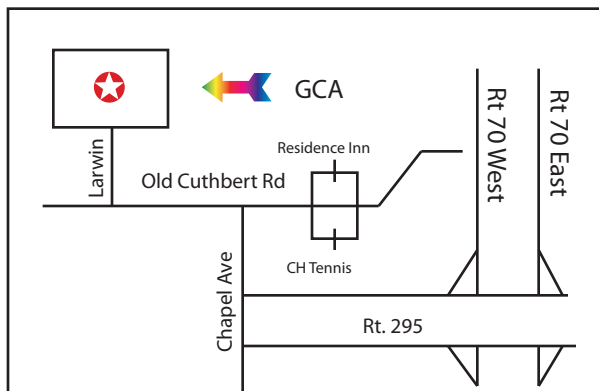 GCA
Rt 70 West
Rt 70 East
Residence Inn
Larwin
Old Cuthbert Rd
CH Tennis
Chapel Ave
Rt. 295